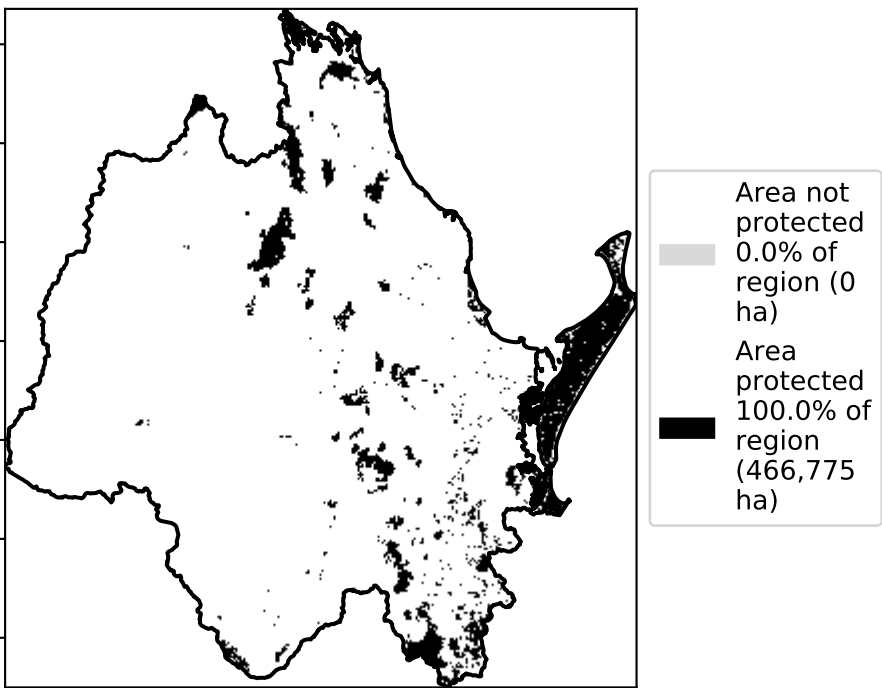 Area not
protected
0.0% of
region (0
ha)
Area
protected
100.0% of
region
(466,775
ha)